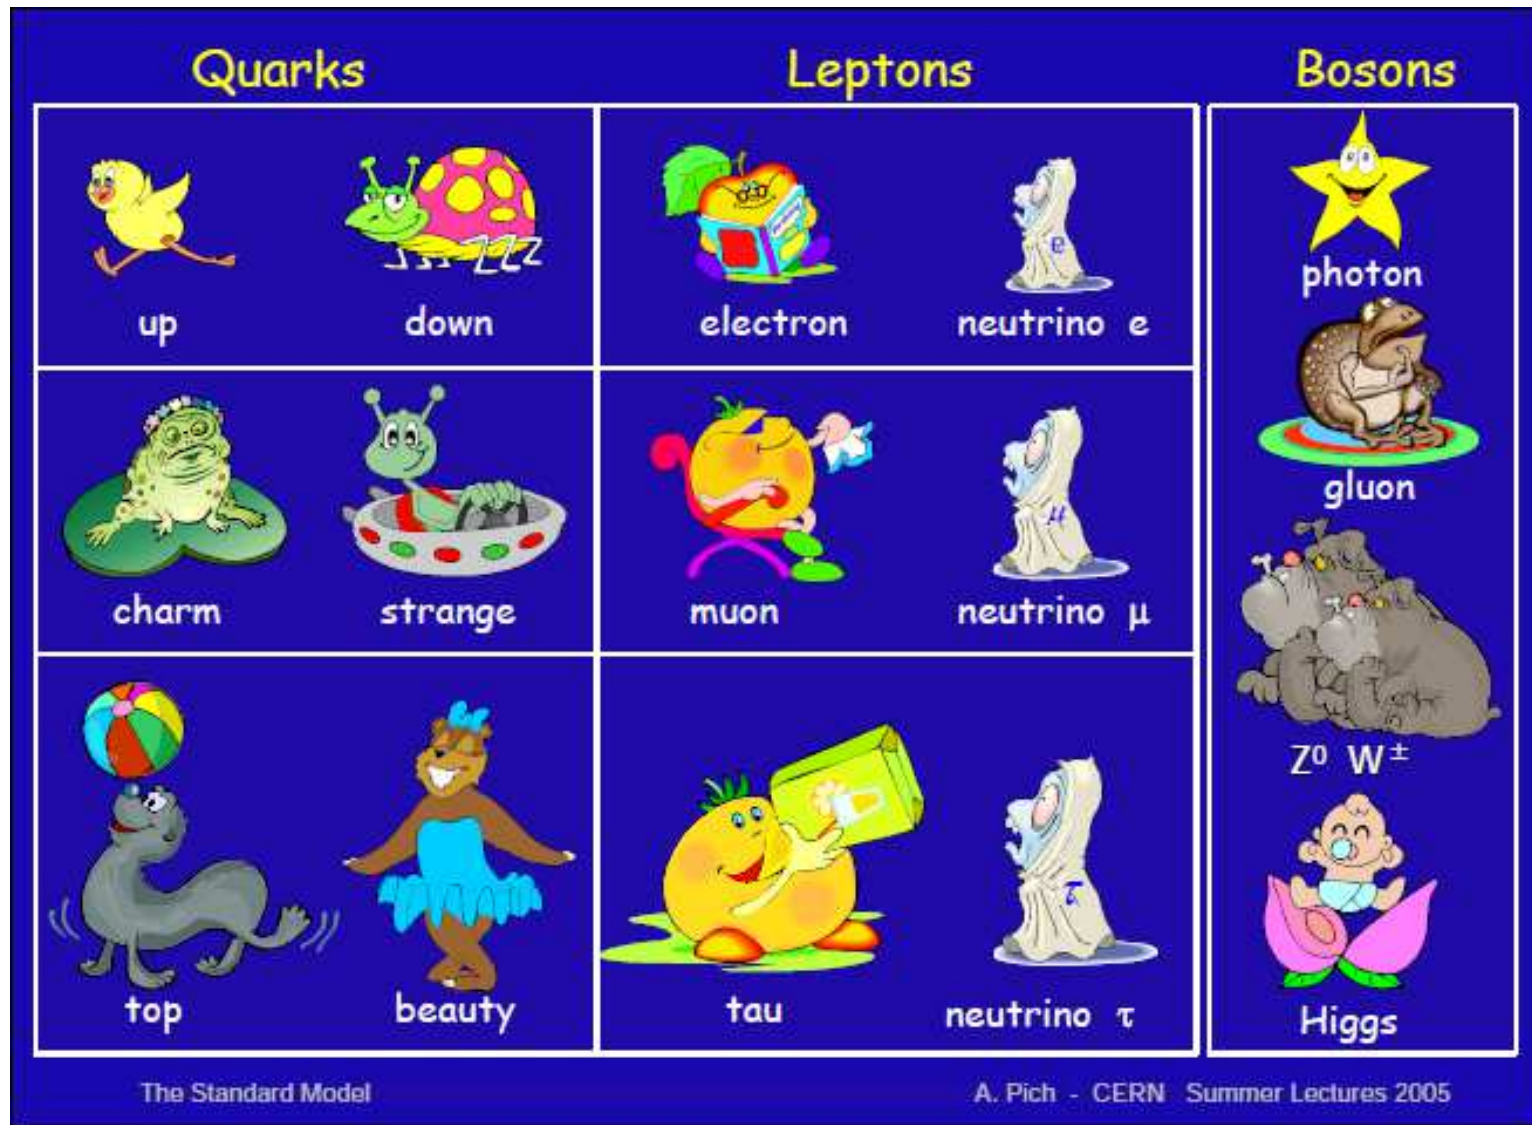 Quarks Leptons Bosons
up down electron neutrino e
photon
gluon
charm strange muon neutrino μ
Z⁰ W±
top beauty tau neutrino τ
Higgs
e
μ
τ
The Standard Model A. Pich - CERN Summer Lectures 2005